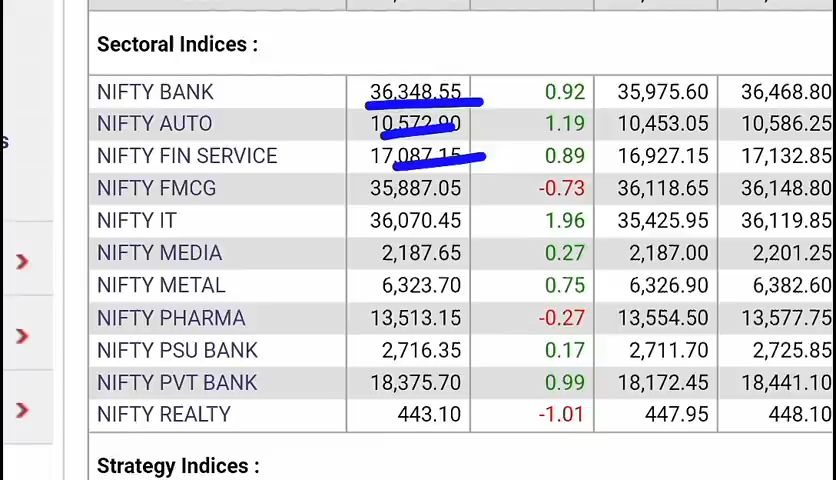 Sectoral Indices :
NIFTY BANK 36,348.55 0.92 35,975.60 36,468.80
NIFTY AUTO 10,572.90 1.19 10,453.05 10,586.25
NIFTY FIN SERVICE 17,087.15 0.89 16,927.15 17,132.85
NIFTY FMCG 35,887.05 -0.73 36,118.65 36,148.80
NIFTY IT 36,070.45 1.96 35,425.95 36,119.85
NIFTY MEDIA 2,187.65 0.27 2,187.00 2,201.25
NIFTY METAL 6,323.70 0.75 6,326.90 6,382.60
NIFTY PHARMA 13,513.15 -0.27 13,554.50 13,577.75
NIFTY PSU BANK 2,716.35 0.17 2,711.70 2,725.85
NIFTY PVT BANK 18,375.70 0.99 18,172.45 18,441.10
NIFTY REALTY 443.10 -1.01 447.95 448.10
Strategy Indices :